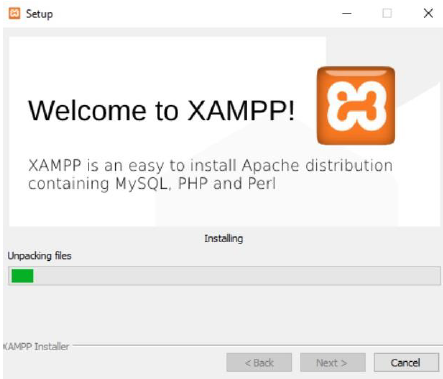 Setup
Welcome to XAMPP!
XAMPP is an easy to install Apache distribution
containing MySQL, PHP and Perl
Installing
Unpacking files
XAMPP Installer
< Back
Next >
Cancel